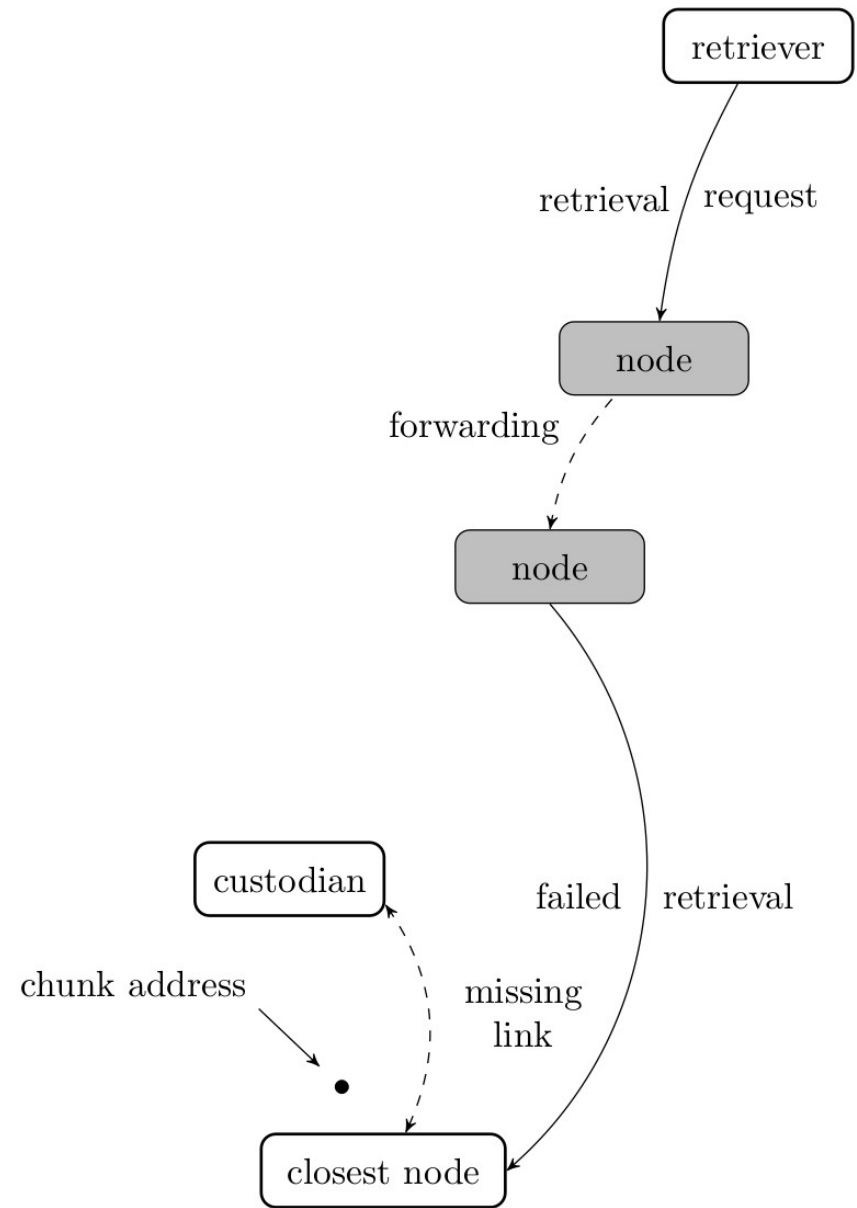 retriever
retrieval request
node
forwarding
node
custodian
failed retrieval
chunk address
missing
link
closest node